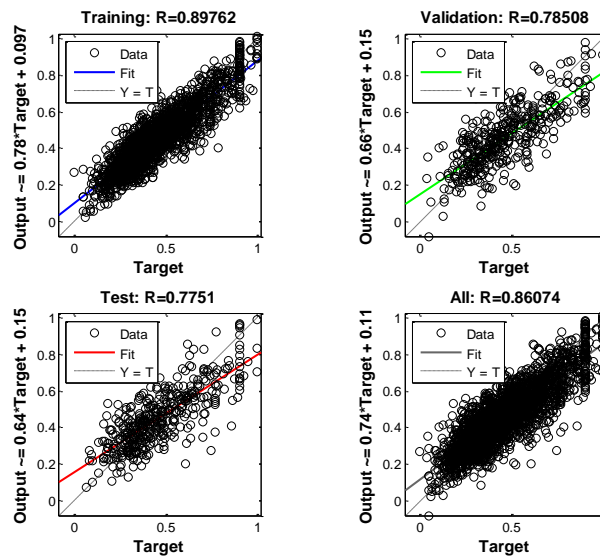 Training: R=0.89762
Output ~= 0.78*Target + 0.097
1
0.8
0.6
0.4
0.2
0
Data
Fit
Y = T
0 0.5 1
Target
Validation: R=0.78508
Output ~= 0.66*Target + 0.15
1
0.8
0.6
0.4
0.2
0
Data
Fit
Y = T
0 0.5
Target
Test: R=0.7751
Output ~= 0.64*Target + 0.15
1
0.8
0.6
0.4
0.2
0
Data
Fit
Y = T
0 0.5 1
Target
All: R=0.86074
Output ~= 0.74*Target + 0.11
1
0.8
0.6
0.4
0.2
0
Data
Fit
Y = T
0 0.5
Target